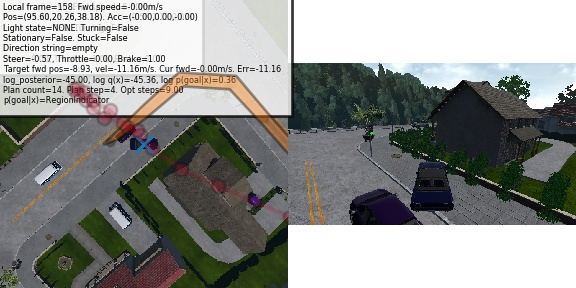 Local frame=158. Fwd speed=-0.00m/s
Pos=(95.60,20.26,38.18). Acc=(-0.00,0.00,-0.00)
Light state=NONE. Turning=False
Stationary=False. Stuck=False
Direction string=empty
Steer=-0.57, Throttle=0.00, Brake=1.00
Target fwd pos=-8.93, vel=-11.16m/s. Cur fwd=-0.00m/s. Err=-11.16
log_posterior=-45.00, log q(x)=-45.36, log p(goal|x)=0.36
Plan count=14. Plan step=4. Opt steps=9.00
p(goal|x)=RegionIndicator